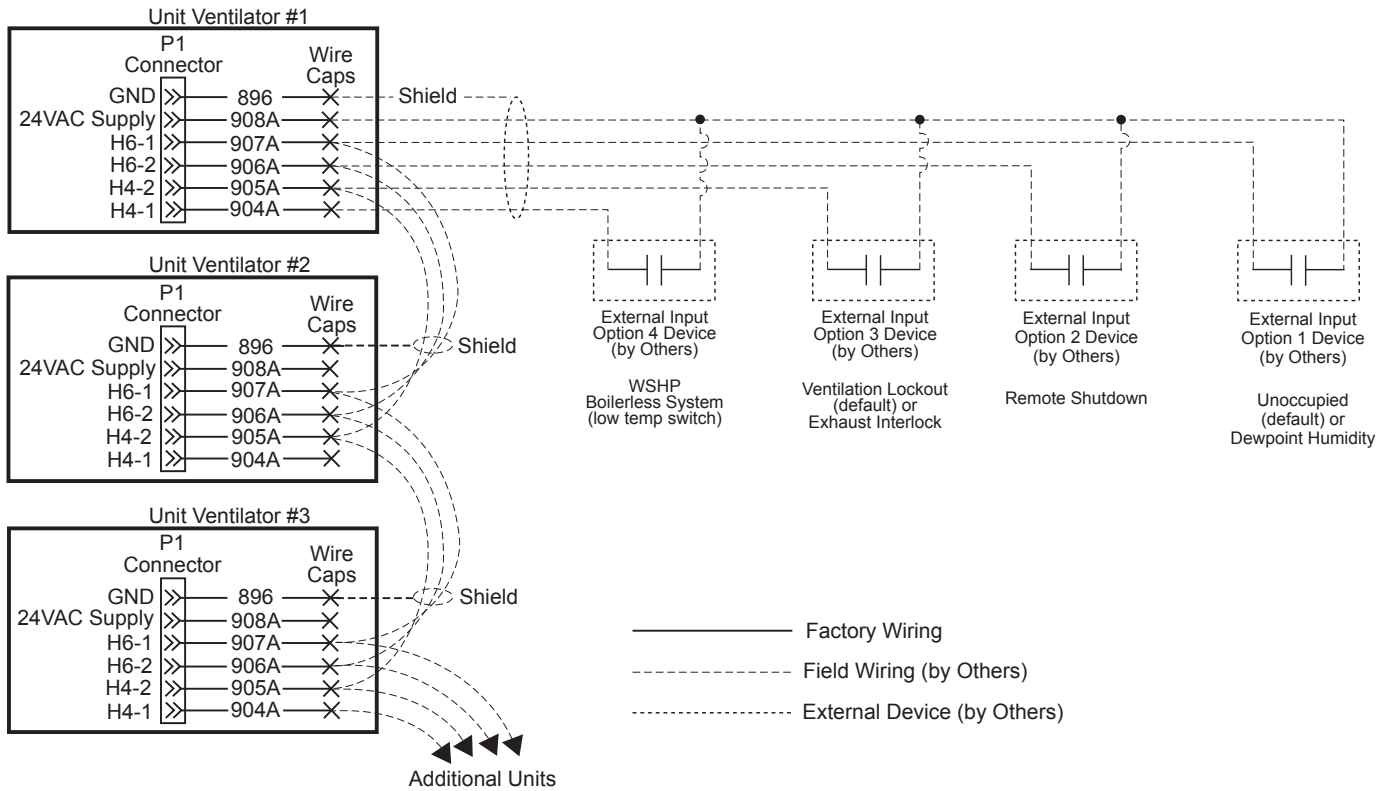 Unit Ventilator #1
P1
Connector
Wire
Caps
GND
896
Shield
24VAC Supply
908A
H6-1
907A
H6-2
906A
H4-2
905A
H4-1
904A
External Input
Option 4 Device
(by Others)
WSHP
Boilerless System
(low temp switch)
External Input
Option 3 Device
(by Others)
Ventilation Lockout
(default) or
Exhaust Interlock
External Input
Option 2 Device
(by Others)
Remote Shutdown
External Input
Option 1 Device
(by Others)
Unoccupied
(default) or
Dewpoint Humidity
Unit Ventilator #2
P1
Connector
Wire
Caps
GND
896
Shield
24VAC Supply
908A
H6-1
907A
H6-2
906A
H4-2
905A
H4-1
904A
Unit Ventilator #3
P1
Connector
Wire
Caps
GND
896
Shield
24VAC Supply
908A
H6-1
907A
H6-2
906A
H4-2
905A
H4-1
904A
Additional Units
Factory Wiring
Field Wiring (by Others)
External Device (by Others)